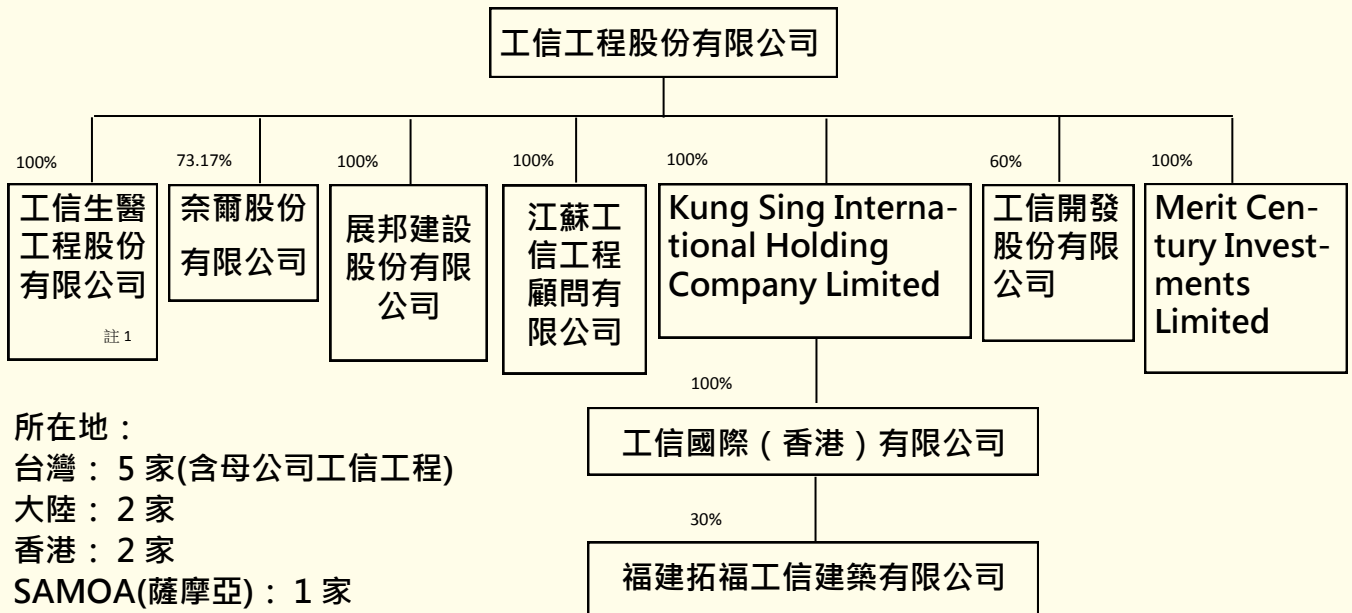 工信工程股份有限公司
100%
工信生醫
工程股份
有限公司
註 1
73.17%
奈爾股份
有限公司
100%
展邦建設
股份有限
公司
100%
江蘇工
信工程
顧問有
限公司
100%
Kung Sing Interna-
tional Holding
Company Limited
60%
工信開發
股份有限
公司
100%
Merit Cen-
tury Invest-
ments
Limited
100%
工信國際（香港）有限公司
30%
福建拓福工信建築有限公司
所在地：
台灣： 5 家(含母公司工信工程)
大陸： 2 家
香港： 2 家
SAMOA(薩摩亞)： 1 家